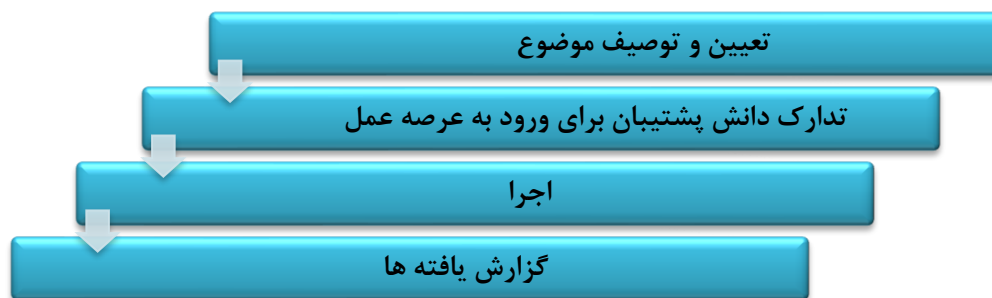 تعیین و توصیف موضوع
تدارک دانش پشتیبان برای ورود به عرصه عمل
اجرا
گزارش یافته ها